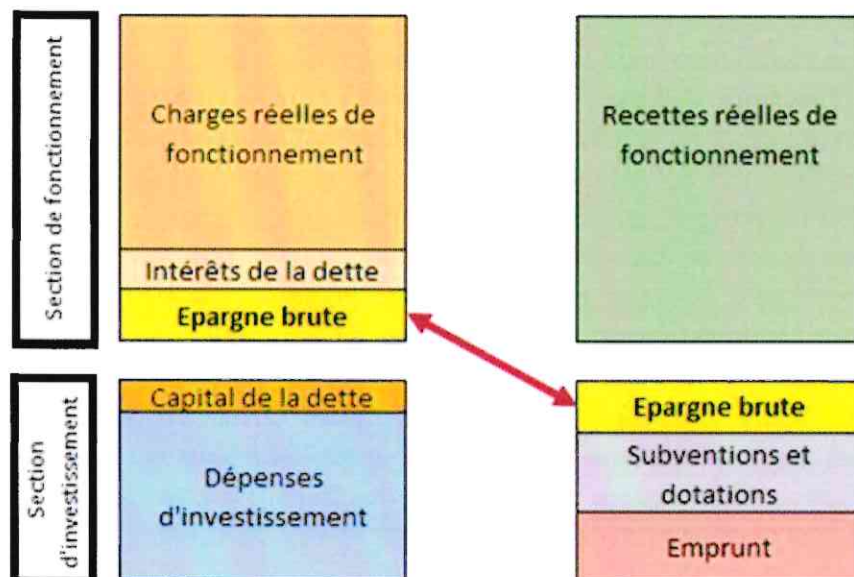 Section de fonctionnement
Charges réelles de
fonctionnement
Intérêts de la dette
Epargne brute
Recettes réelles de
fonctionnement
Section
d'investissement
Capital de la dette
Dépenses
d'investissement
Epargne brute
Subventions et
dotations
Emprunt